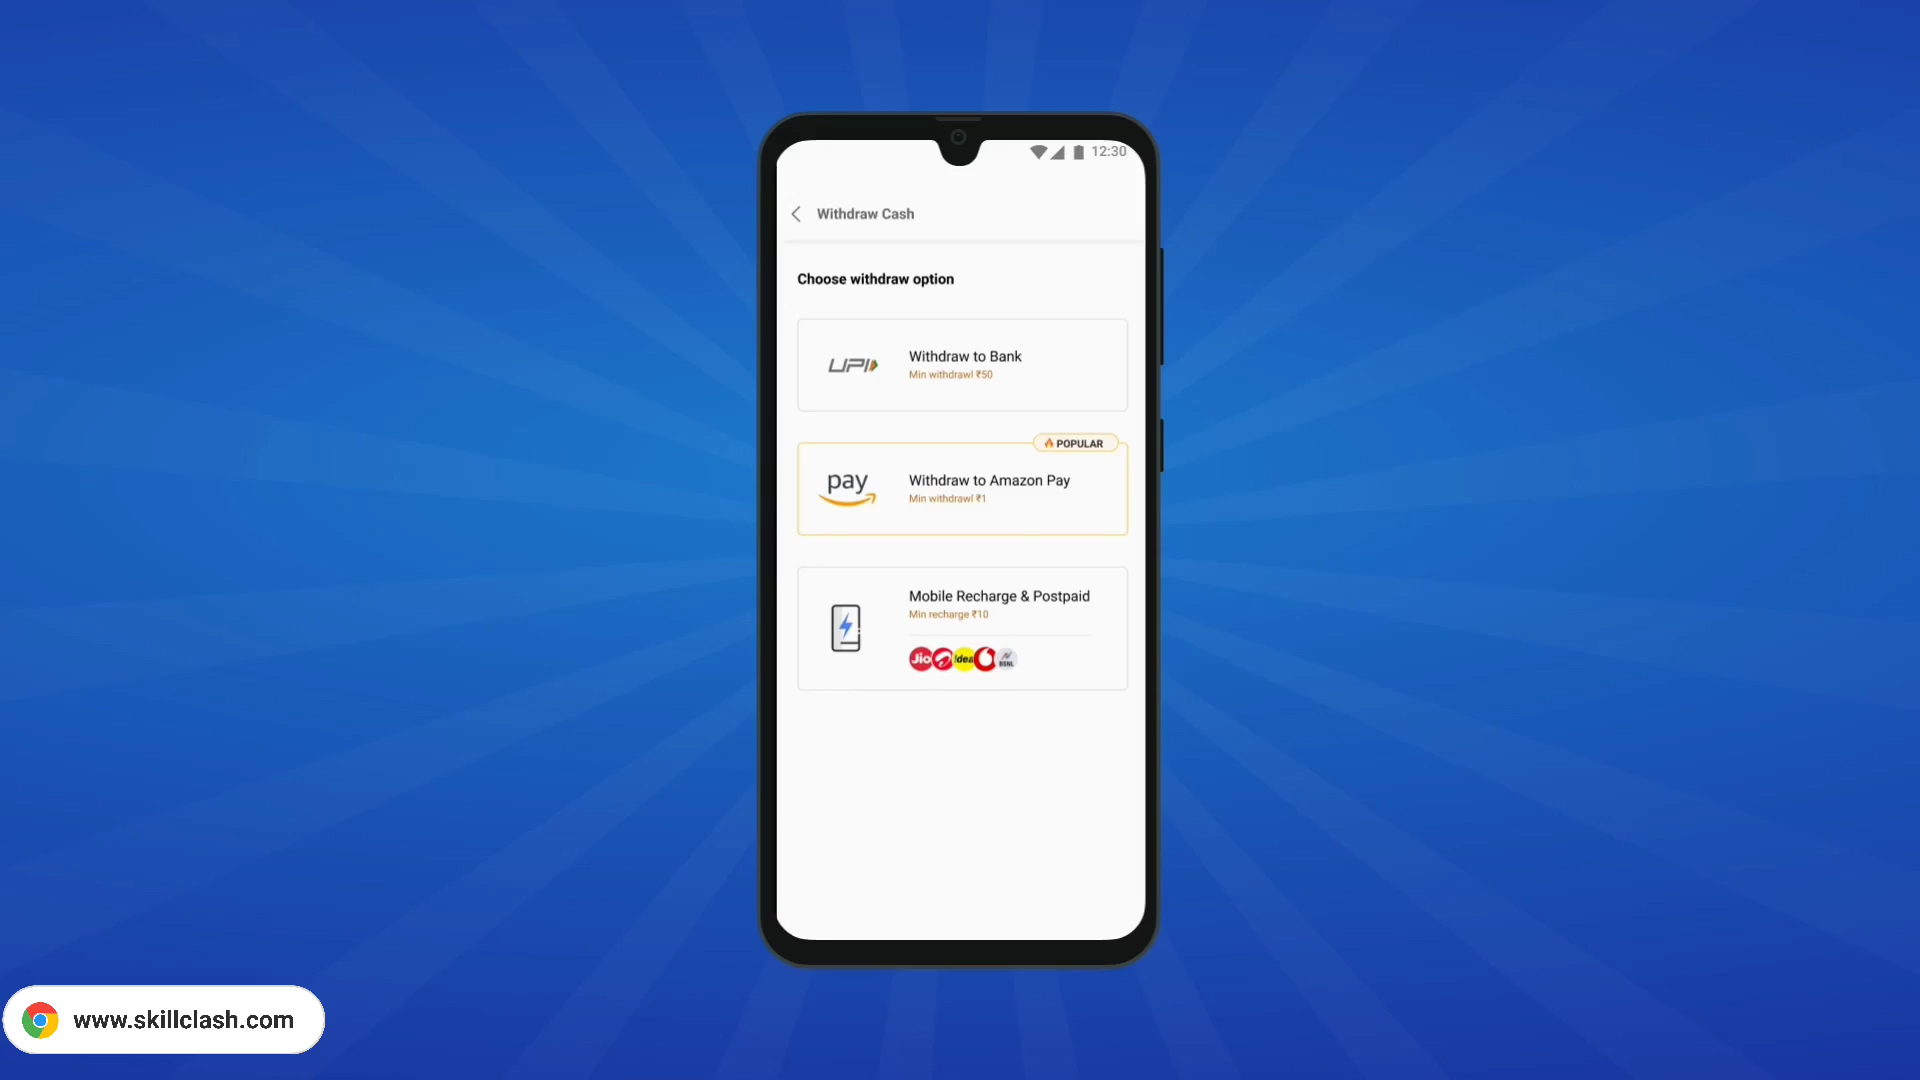 12:30
Withdraw Cash
Choose withdraw option
UPI
Withdraw to Bank
Min withdrawl ₹50
POPULAR
pay
Withdraw to Amazon Pay
Min withdrawl ₹1
Mobile Recharge & Postpaid
Min recharge ₹10
Jio
!dea
BSNL
www.skillclash.com